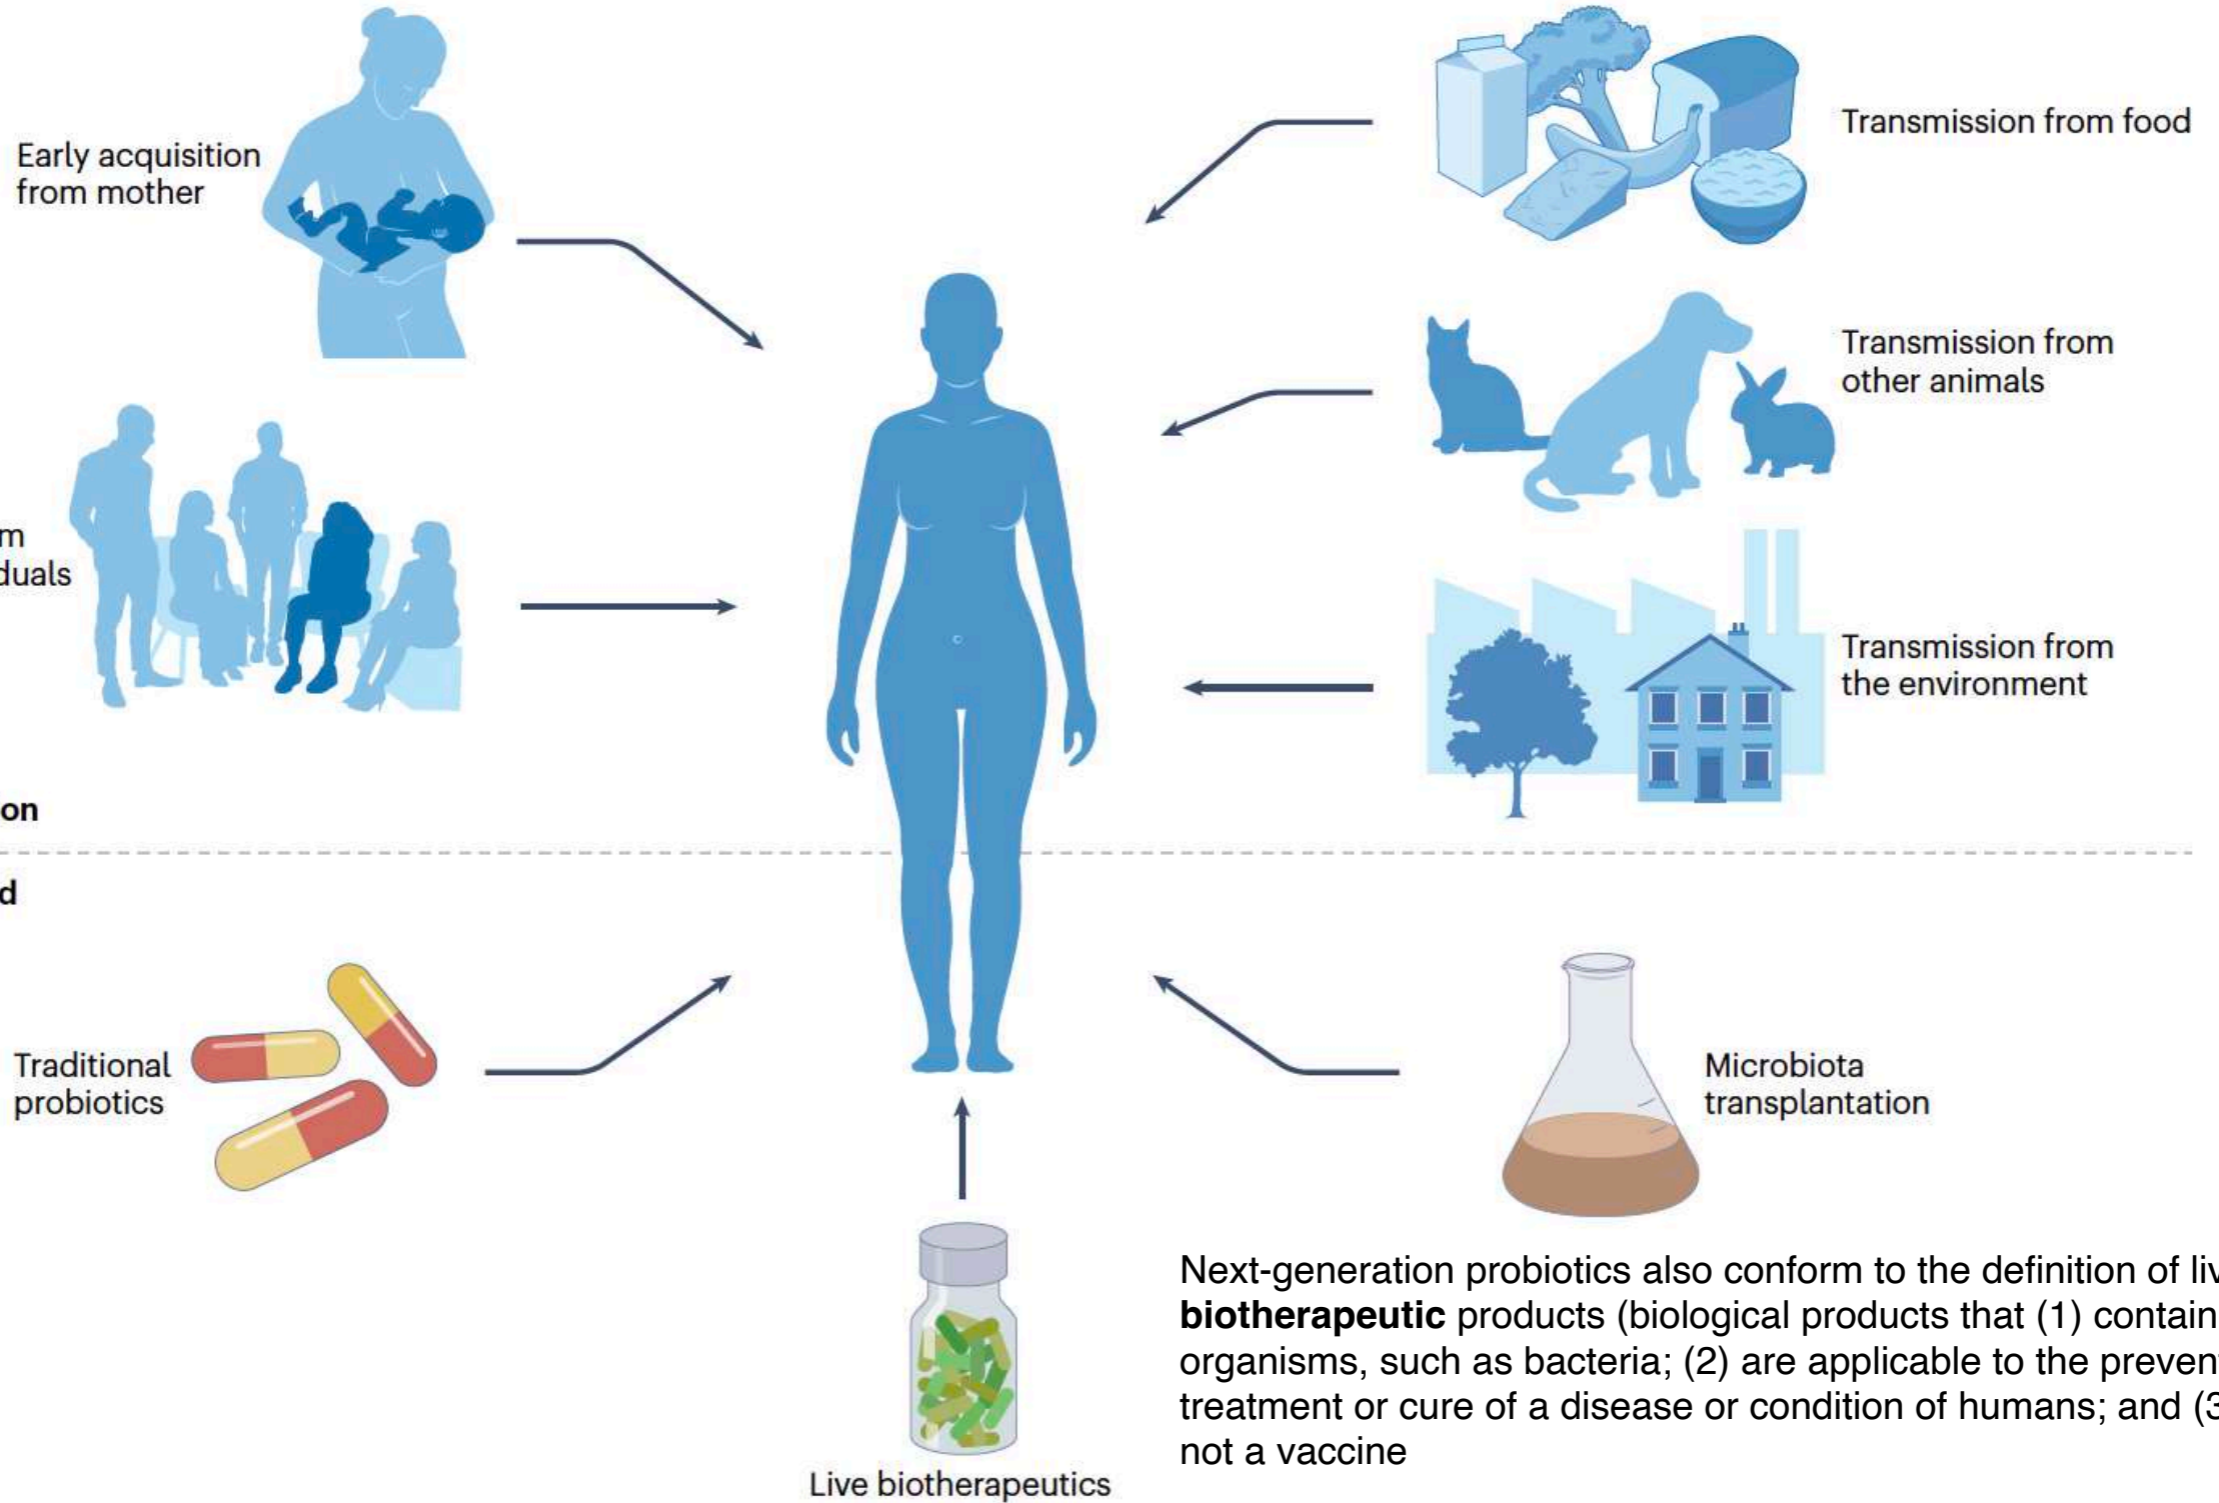 Early acquisition
from mother
Transmission from food
Transmission from
other animals
duals
Transmission from
the environment
on
d
Traditional
probiotics
Microbiota
transplantation
Live biotherapeutics
Next-generation probiotics also conform to the definition of liv
biotherapeutic products (biological products that (1) contain
organisms, such as bacteria; (2) are applicable to the prevent
treatment or cure of a disease or condition of humans; and (3
not a vaccine